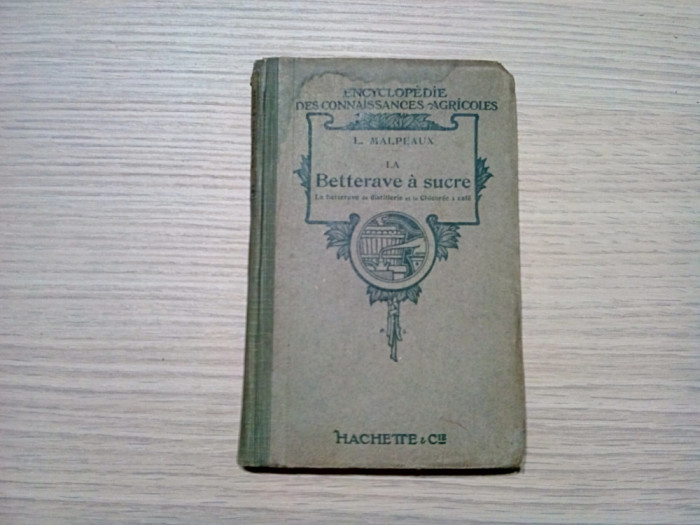 ENCYCLOPÉDIE
DES CONNAISSANCES AGRICOLES
L. MALPEAUX
LA
Betterave à sucre
La betterave de distillerie et la Chicorée à café
HACHETTE & CIE